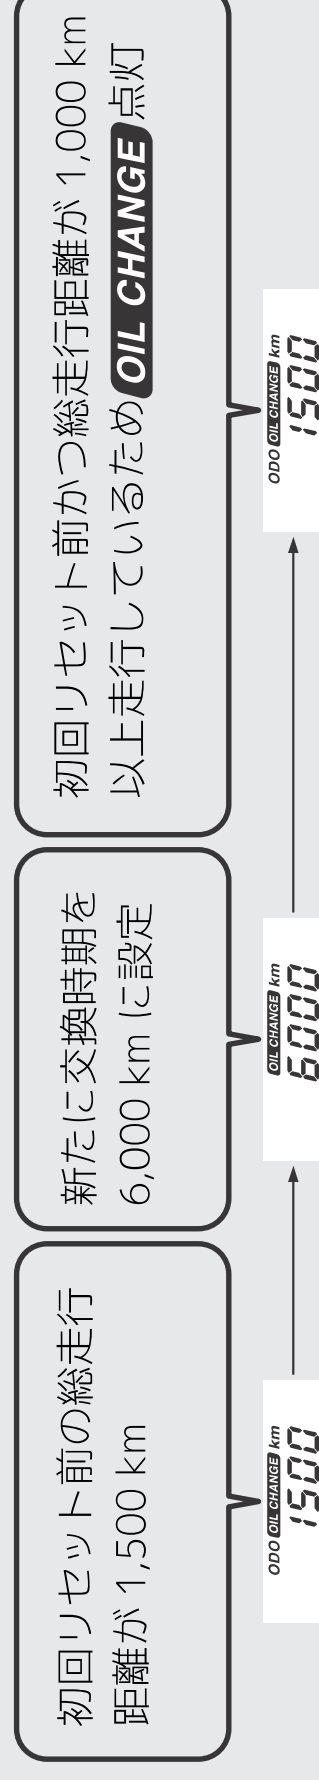 初回リセット前の総走行
距離が 1,500 km
ODO OIL CHANGE km
1500
新たに交換時期を
6,000 km に設定
OIL CHANGE km
6000
初回リセット前かつ総走行距離が 1,000 km
以上走行しているため OIL CHANGE 点灯
ODO OIL CHANGE km
1500